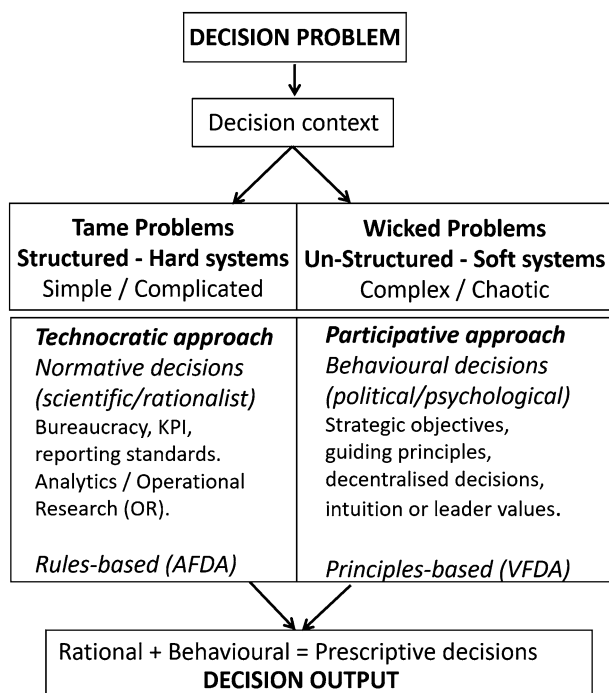 DECISION PROBLEM
Decision context
Tame Problems
Structured - Hard systems
Simple / Complicated
Wicked Problems
Un-Structured - Soft systems
Complex / Chaotic
Technocratic approach
Normative decisions
(scientific/rationalist)
Bureaucracy, KPI,
reporting standards.
Analytics / Operational
Research (OR).
Rules-based (AFDA)
Participative approach
Behavioural decisions
(political/psychological)
Strategic objectives,
guiding principles,
decentralised decisions,
intuition or leader values.
Principles-based (VFDA)
Rational + Behavioural = Prescriptive decisions
DECISION OUTPUT